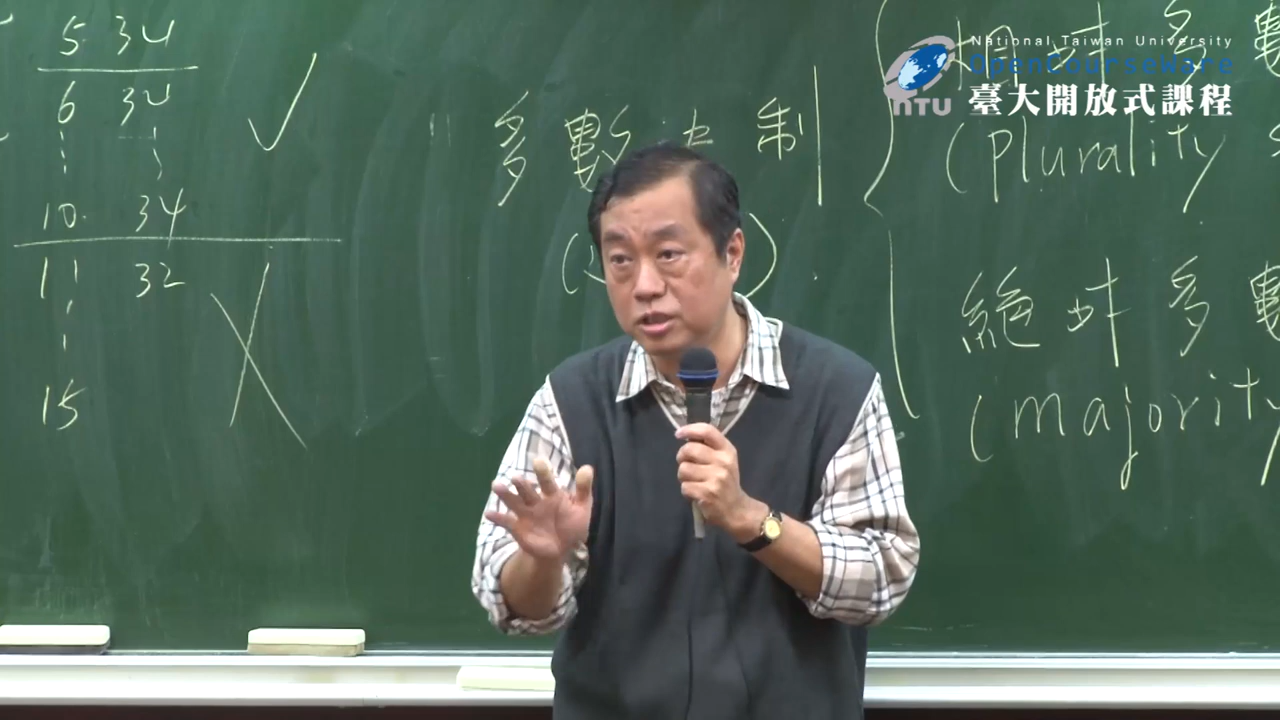 5 34
6 34
10. 34
11 32
15
"多數決制
相對多數
(plurality
絕對多數
(majority
National Taiwan University
OpenCourseWare
NTU 臺大開放式課程